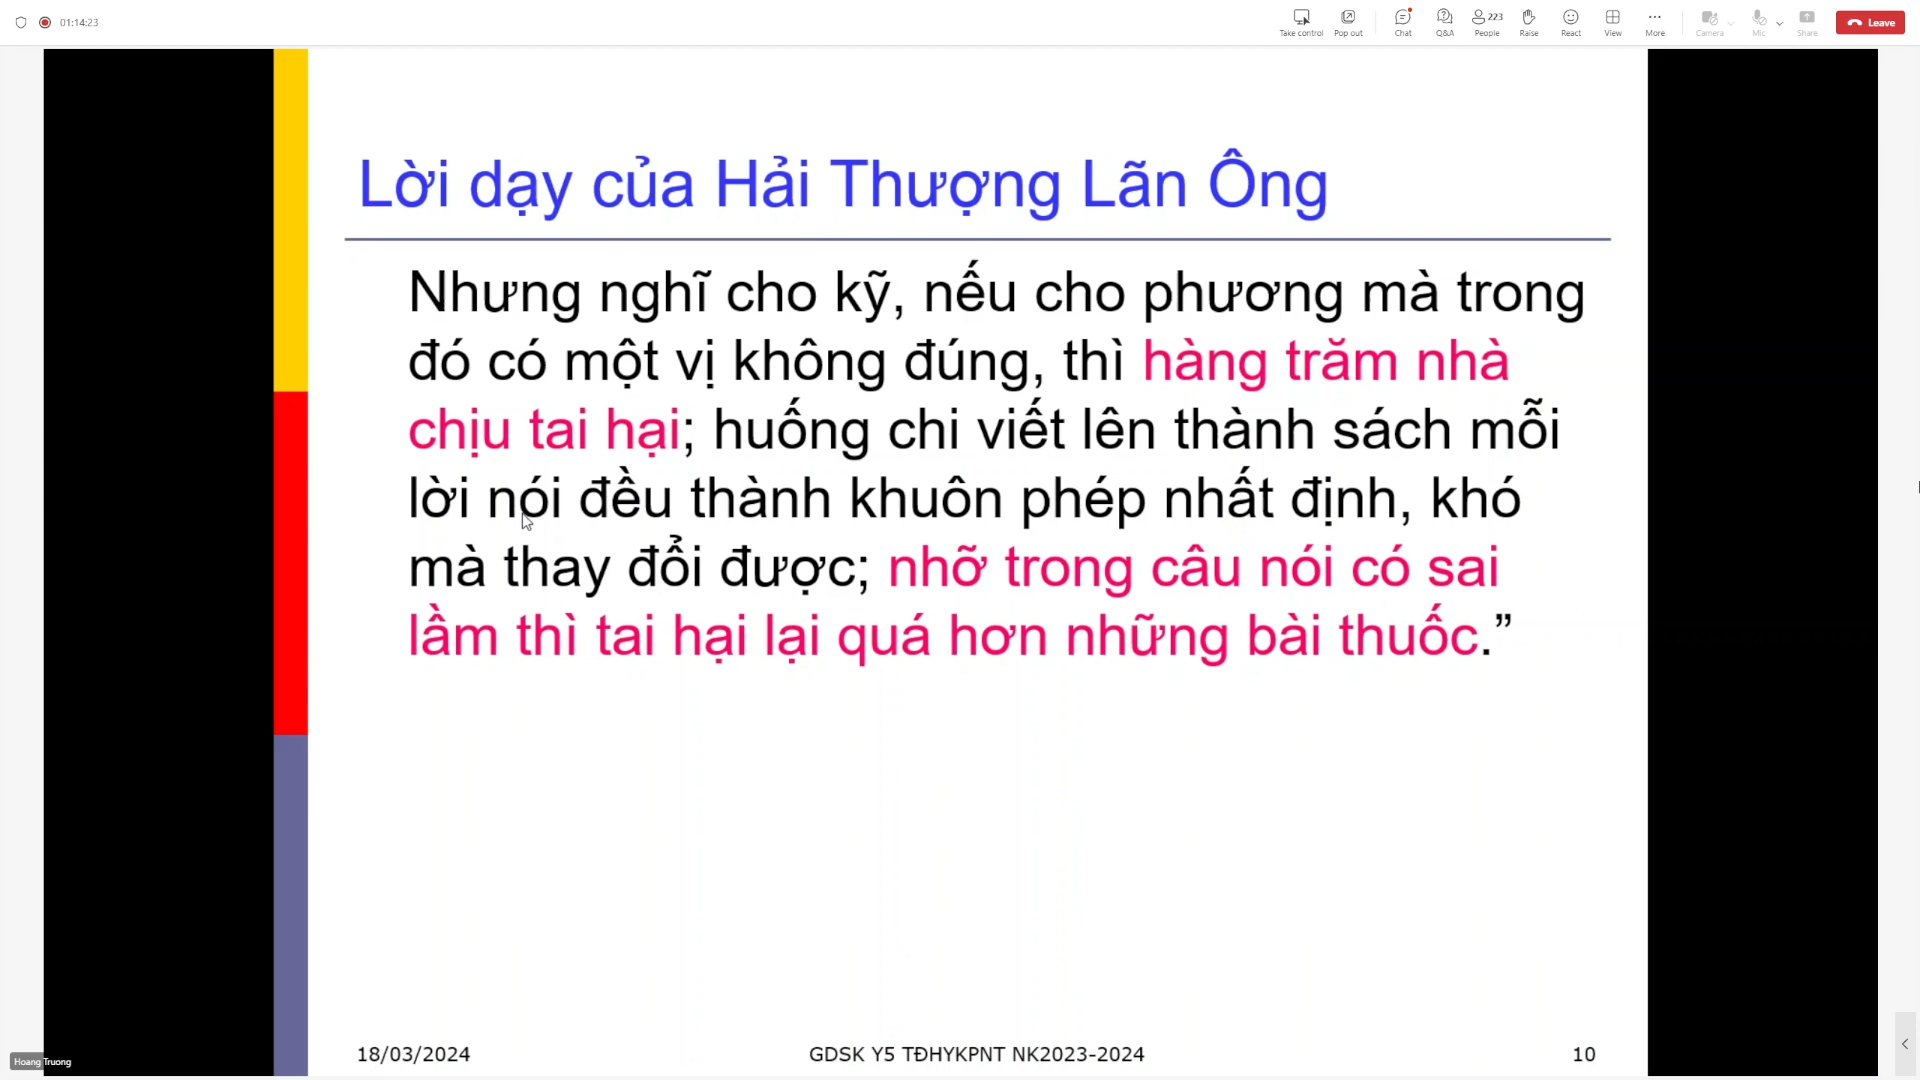 01:14:23
Take control
Pop out
Chat
Q&A
223
People
Raise
React
View
More
Camera
Mic
Share
Leave
Lời dạy của Hải Thượng Lãn Ông
Nhưng nghĩ cho kỹ, nếu cho phương mà trong
đó có một vị không đúng, thì hàng trăm nhà
chịu tai hại; huống chi viết lên thành sách mỗi
lời nói đều thành khuôn phép nhất định, khó
mà thay đổi được; nhỡ trong câu nói có sai
lầm thì tai hại lại quá hơn những bài thuốc.”
18/03/2024
GDSK Y5 TĐHYKPNT NK2023-2024
10
Hoang Truong